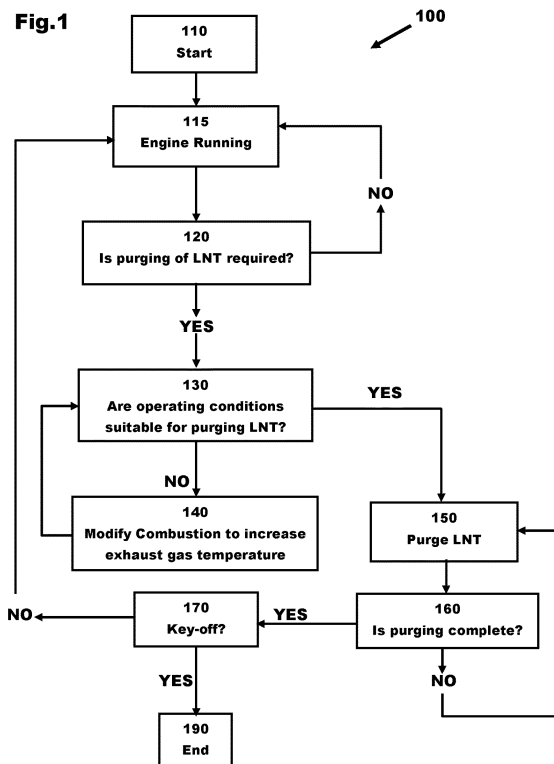 Fig.1
100
110
Start
115
Engine Running
NO
120
Is purging of LNT required?
YES
130
Are operating conditions
suitable for purging LNT?
YES
NO
140
Modify Combustion to increase
exhaust gas temperature
150
Purge LNT
160
Is purging complete?
YES
170
Key-off?
NO
NO
YES
190
End